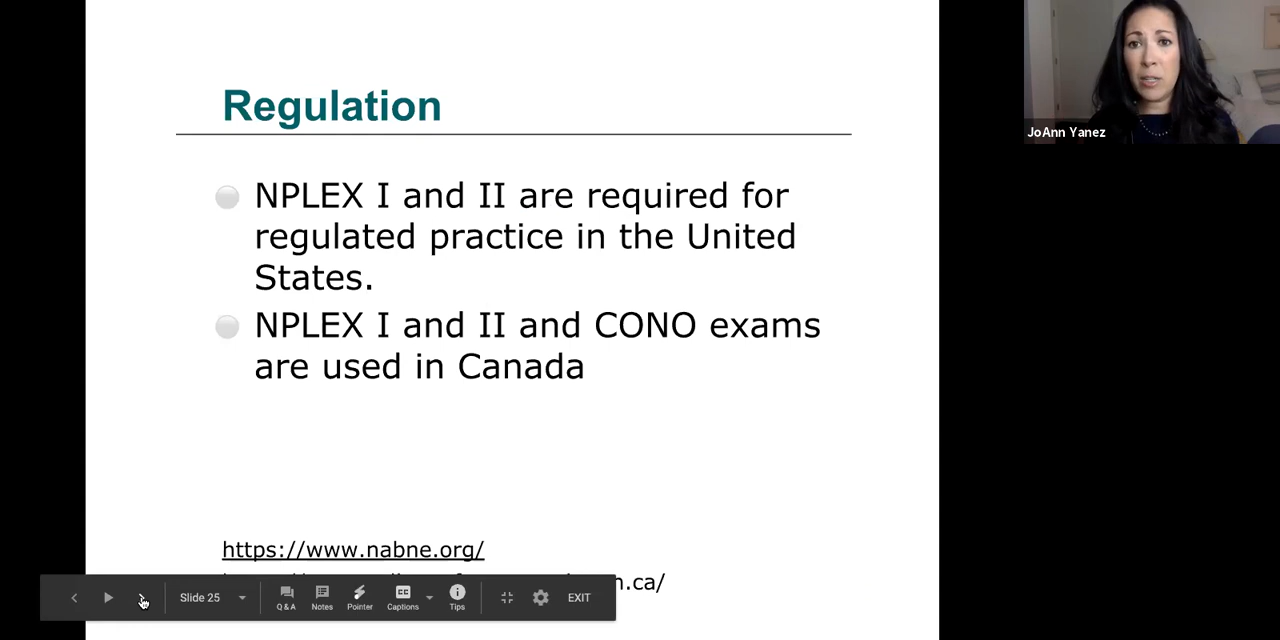 Regulation
NPLEX I and II are required for
regulated practice in the United
States.
NPLEX I and II and CONO exams
are used in Canada
https://www.nabne.org/
n.ca/
Slide 25
Q & A
Notes
Pointer
Captions
Tips
EXIT
JoAnn Yanez